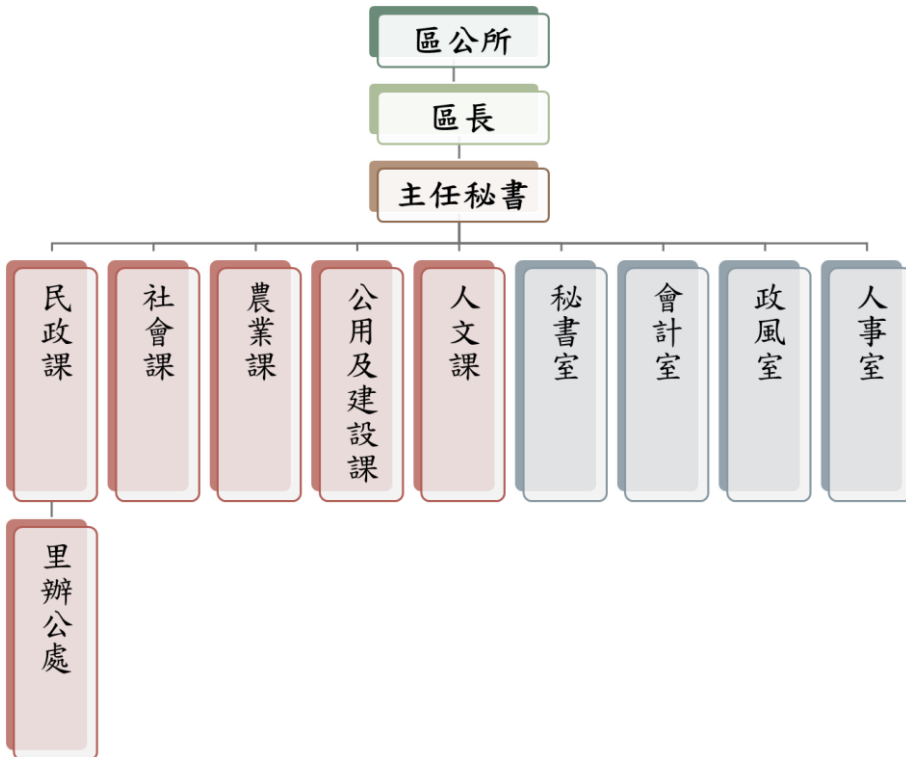 區公所
區長
主任秘書
民政課
社會課
農業課
公用及建設課
人文課
秘書室
會計室
政風室
人事室
里辦公處